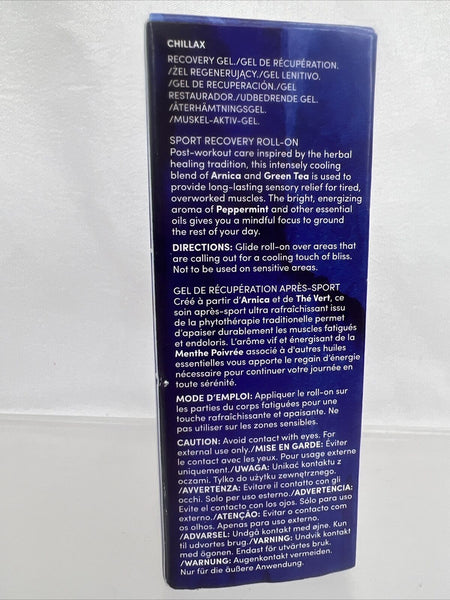 CHILLAX
RECOVERY GEL./GEL DE RÉCUPÉRATION.
/ŻEL REGENERUJĄCY./GEL LENITIVO.
/GEL DE RECUPERACIÓN./GEL
RESTAURADOR./UDBEDRENDE GEL.
/ÅTERHÄMTNINGSGEL.
/MUSKEL-AKTIV-GEL.
SPORT RECOVERY ROLL-ON
Post-workout care inspired by the herbal
healing tradition, this intensely cooling
blend of Arnica and Green Tea is used to
provide long-lasting sensory relief for tired,
overworked muscles. The bright, energizing
aroma of Peppermint and other essential
oils gives you a mindful focus to ground
the rest of your day.
DIRECTIONS: Glide roll-on over areas that
are calling out for a cooling touch of bliss.
Not to be used on sensitive areas.
GEL DE RÉCUPÉRATION APRÈS-SPORT
Créé à partir d'Arnica et de Thé Vert, ce
soin après-sport ultra rafraîchissant issu
de la phytothérapie traditionelle permet
d'apaiser durablement les muscles fatigués
et endoloris. L'arôme vif et énergisant de la
Menthe Poivrée associé à d'autres huiles
essentielles vous apporte le regain d'énergie
nécessaire pour continuer votre journée en
toute sérénité.
MODE D'EMPLOI: Appliquer le roll-on sur
les parties du corps fatiguées pour une
touche rafraîchissante et apaisante. Ne
pas utiliser sur les zones sensibles.
CAUTION: Avoid contact with eyes. For
external use only./MISE EN GARDE: Éviter
le contact avec les yeux. Pour usage externe
uniquement./UWAGA: Unikać kontaktu z
oczami. Tylko do użytku zewnętrznego.
/AVVERTENZA: Evitare il contatto con gli
occhi. Solo per uso esterno./ADVERTENCIA:
Evite el contacto con los ojos. Sólo para uso
externo./ATENÇÃO: Evitar o contacto com
os olhos. Apenas para uso externo.
/ADVARSEL: Undgå kontakt med øjne. Kun
til udvortes brug./VARNING: Undvik kontakt
med ögonen. Endast för utvärtes bruk.
/WARNUNG: Augenkontakt vermeiden.
Nur für die äußere Anwendung.